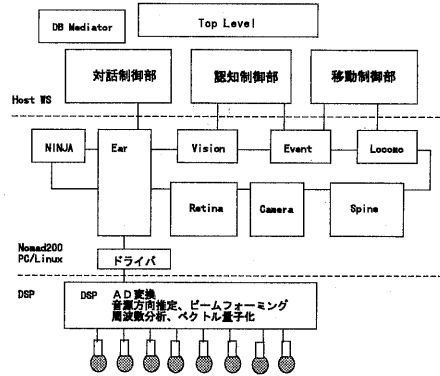 DB Mediator
Top Level
対話制御部
認知制御部
移動制御部
Host WS
NINJA
Ear
Vision
Event
Locomo
Retina
Camera
Spine
Nomad200
PC/Linux
ドライバ
DSP
DSP AD変換
音源方向推定、ビームフォーミング
周波数分析、ベクトル量子化